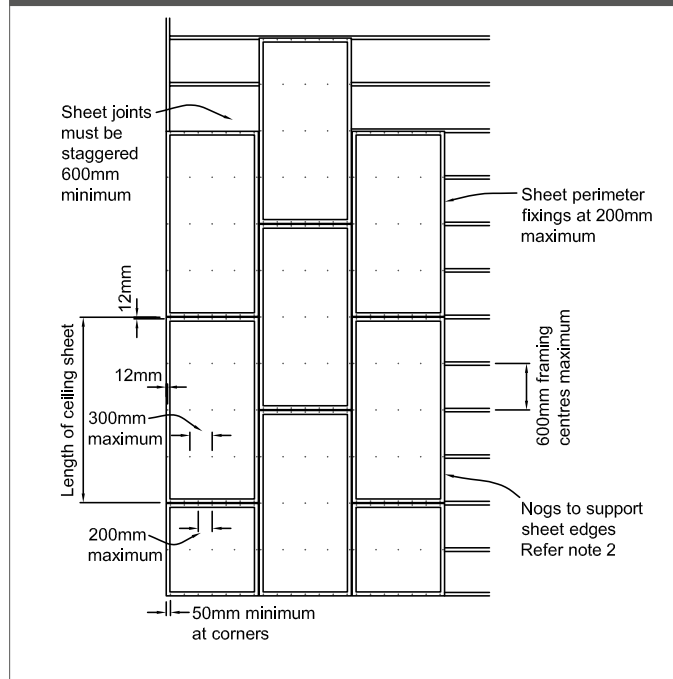 Sheet joints
must be
staggered
600mm
minimum
Sheet perimeter
fixings at 200mm
maximum
12mm
Length of ceiling sheet
12mm
300mm
maximum
600mm framing
centres maximum
200mm
maximum
Nogs to support
sheet edges
Refer note 2
50mm minimum
at corners